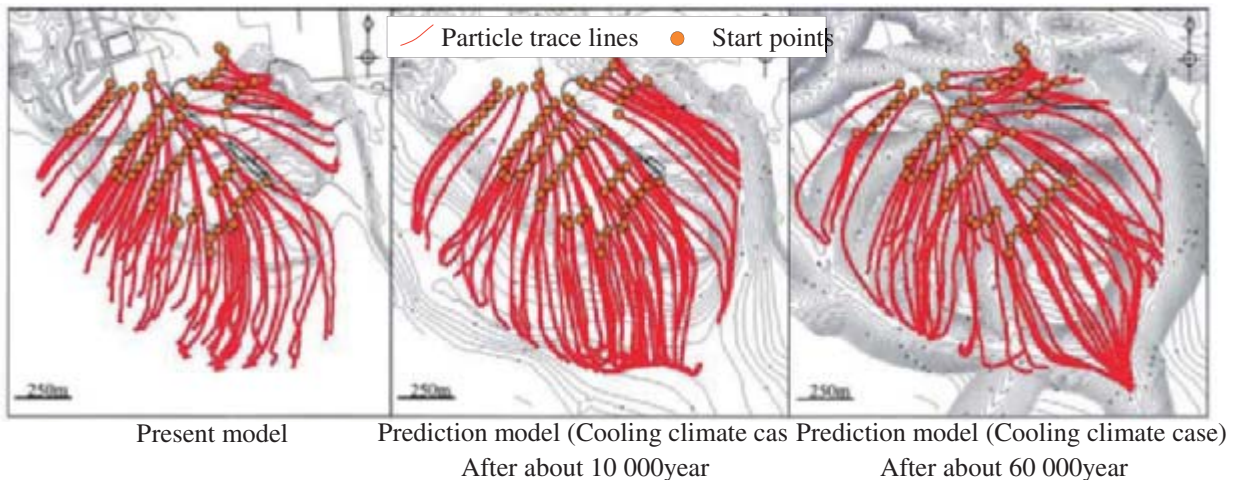 Particle trace lines Start points
250m 250m 250m
Present model Prediction model (Cooling climate cas Prediction model (Cooling climate case)
After about 10 000year After about 60 000year